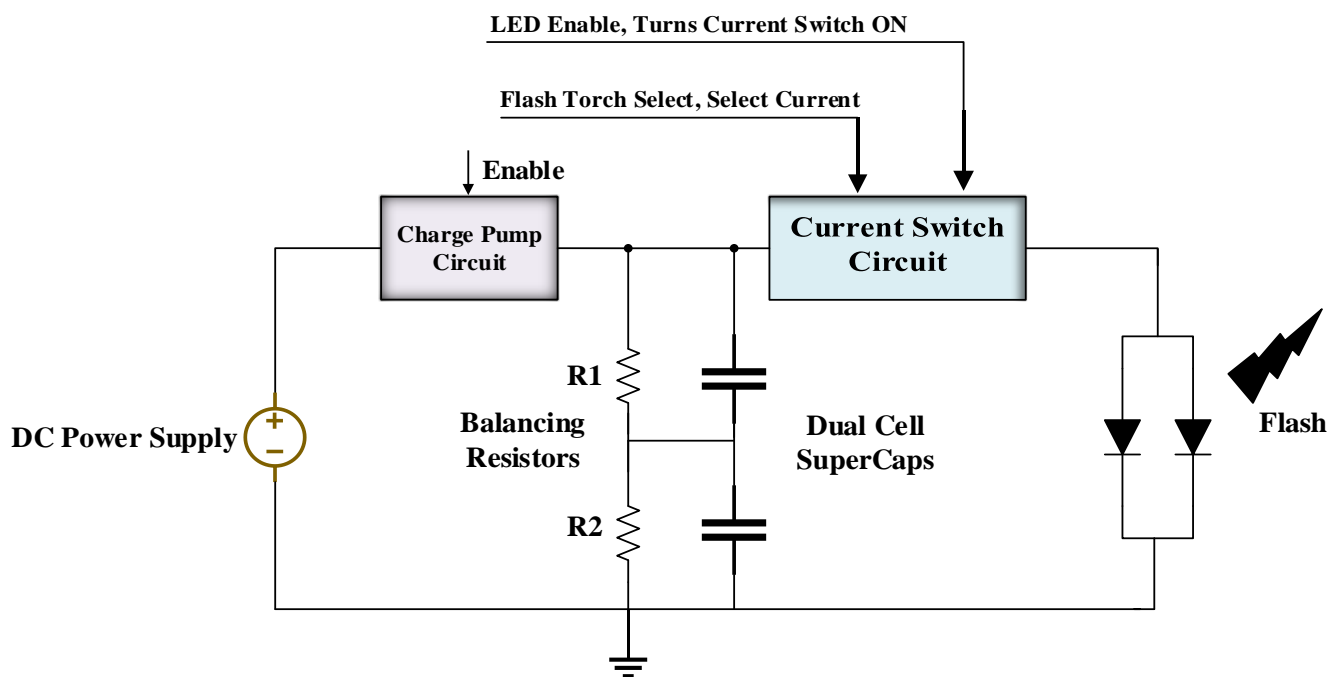 LED Enable, Turns Current Switch ON
Flash Torch Select, Select Current
Enable
Charge Pump
Circuit
Current Switch
Circuit
R1
DC Power Supply
Balancing
Resistors
Dual Cell
SuperCaps
Flash
R2